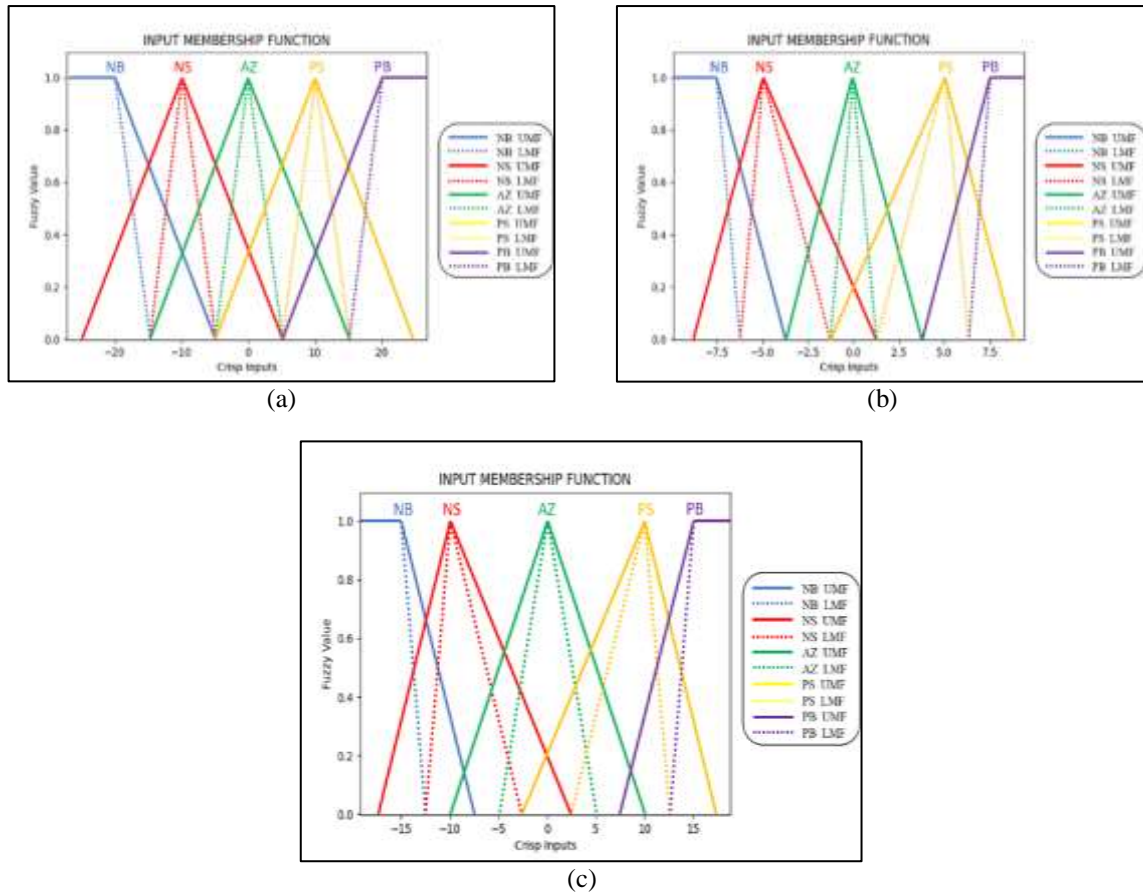 INPUT MEMBERSHIP FUNCTION
NB NS AZ PS PB
1.0
0.8
0.6
0.4
0.2
0.0
Fuzzy Value
−20 −10 0 10 20
Crisp Inputs
NB UMF
NB LMF
NS UMF
NS LMF
AZ UMF
AZ LMF
PS UMF
PS LMF
PB UMF
PB LMF
(a)
INPUT MEMBERSHIP FUNCTION
NB NS AZ PS PB
1.0
0.8
0.6
0.4
0.2
0.0
Fuzzy Value
−7.5 −5.0 −2.5 0.0 2.5 5.0 7.5
Crisp Inputs
NB UMF
NB LMF
NS UMF
NS LMF
AZ UMF
AZ LMF
PS UMF
PS LMF
PB UMF
PB LMF
(b)
INPUT MEMBERSHIP FUNCTION
NB NS AZ PS PB
1.0
0.8
0.6
0.4
0.2
0.0
Fuzzy Value
−15 −10 −5 0 5 10 15
Crisp Inputs
NB UMF
NB LMF
NS UMF
NS LMF
AZ UMF
AZ LMF
PS UMF
PS LMF
PB UMF
PB LMF
(c)